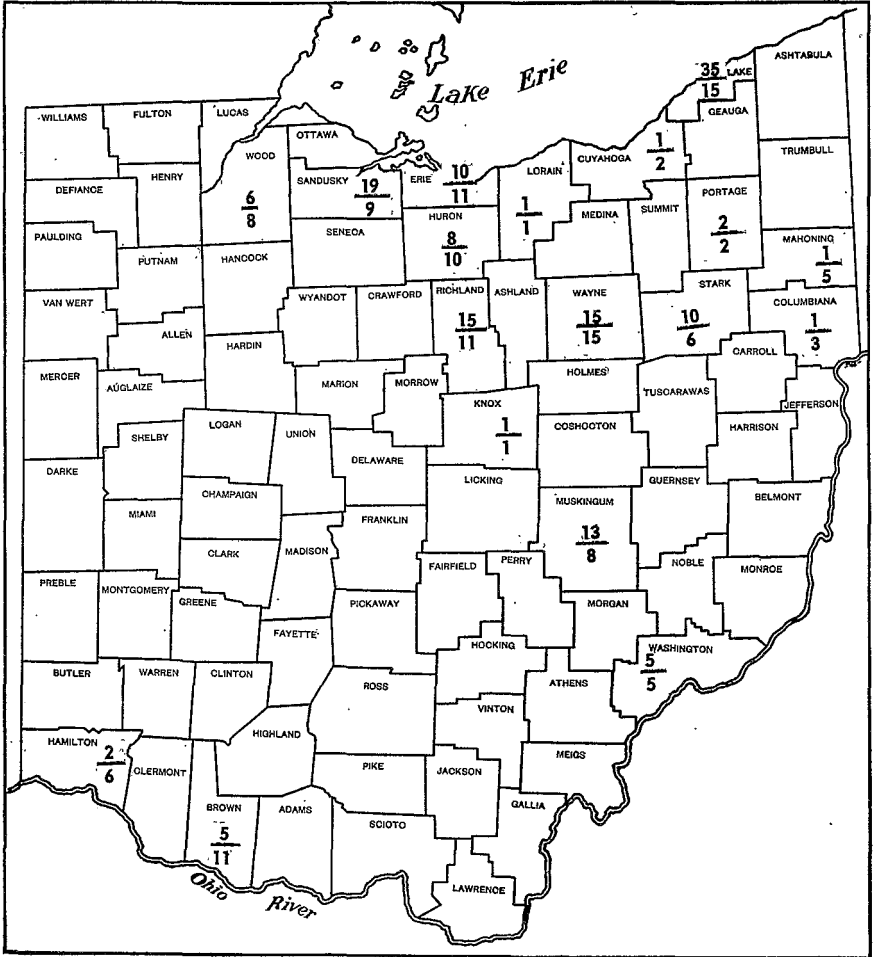 Lake Erie
ASHTABULA
35 LAKE
15
GEAUGA
WILLIAMS
FULTON
LUCAS
OTTAWA
WOOD
6
8
SANDUSKY
19
9
ERIE
10
11
LORAIN
1
1
CUYAHOGA
1
2
TRUMBULL
DEFIANCE
HENRY
SENECA
HURON
8
10
MEDINA
SUMMIT
PORTAGE
2
2
PAULDING
PUTNAM
HANCOCK
MAHONING
1
5
VAN WERT
ALLEN
HARDIN
WYANDOT
CRAWFORD
RICHLAND
15
11
ASHLAND
WAYNE
15
15
STARK
10
6
COLUMBIANA
1
3
MERCER
AUGLAIZE
MARION
MORROW
HOLMES
TUSCARAWAS
CARROLL
JEFFERSON
SHELBY
LOGAN
UNION
KNOX
1
1
COSHOCTON
HARRISON
DARKE
DELAWARE
LICKING
GUERNSEY
MIAMI
CHAMPAIGN
FRANKLIN
MUSKINGUM
13
8
BELMONT
CLARK
MADISON
FAIRFIELD
PERRY
NOBLE
MONROE
PREBLE
MONTGOMERY
GREENE
PICKAWAY
MORGAN
FAYETTE
HOCKING
WASHINGTON
5
5
BUTLER
WARREN
CLINTON
ROSS
ATHENS
VINTON
HAMILTON
2
6
CLERMONT
HIGHLAND
PIKE
JACKSON
MEIGS
BROWN
5
11
ADAMS
SCIOTO
GALLIA
LAWRENCE
Ohio River